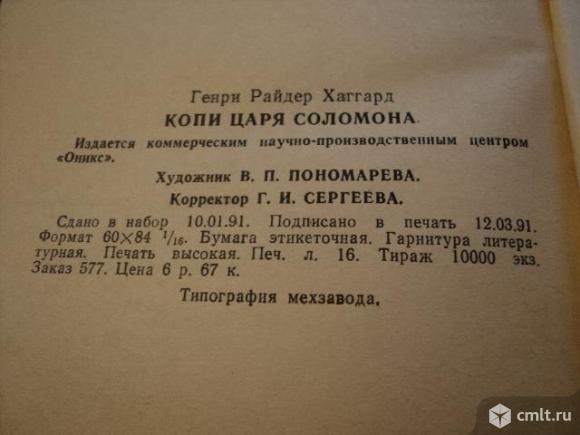 Генри Райдер Хаггард
КОПИ ЦАРЯ СОЛОМОНА.
Издается коммерческим научно-производственным центром
«Оникс».
Художник В. П. ПОНОМАРЕВА.
Корректор Г. И. СЕРГЕЕВА.
Сдано в набор 10.01.91. Подписано в печать 12.03.91.
Формат 60×84 1/16. Бумага этикеточная. Гарнитура литера-
турная. Печать высокая. Печ. л. 16. Тираж 10000 экз.
Заказ 577. Цена 6 р. 67 к.
Типография мехзавода.
cmlt.ru